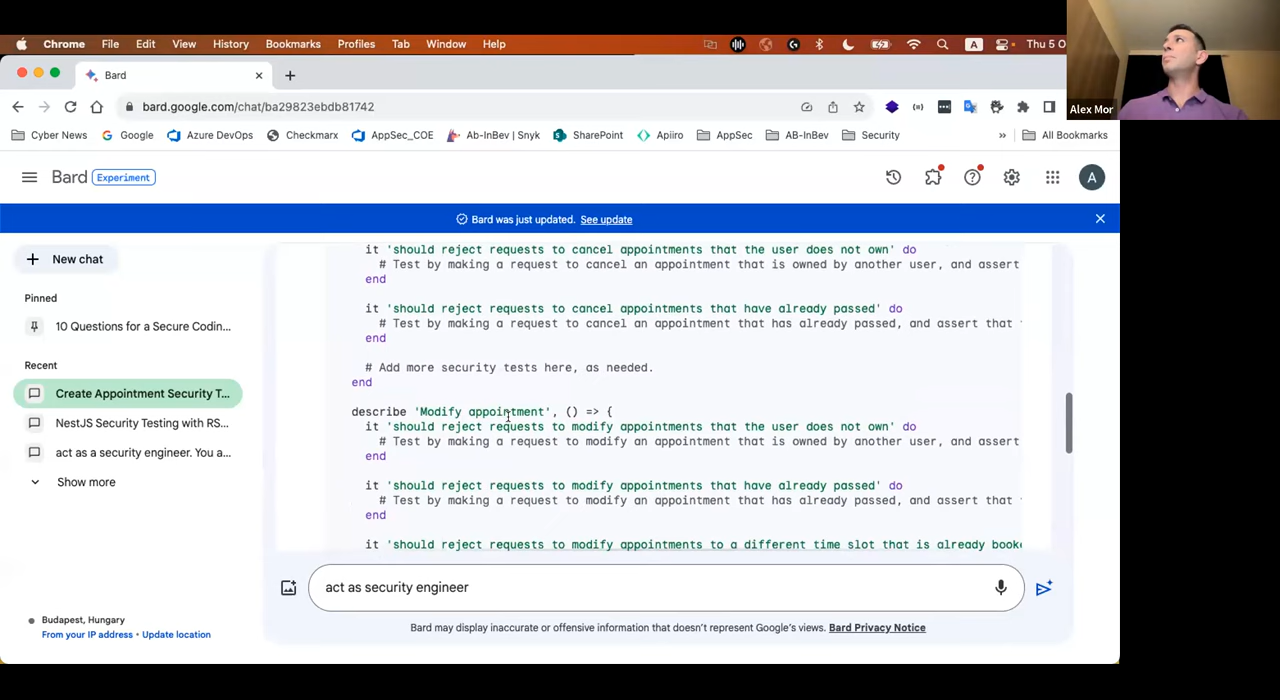 Chrome File Edit View History Bookmarks Profiles Tab Window Help A Thu 5 O
Bard
bard.google.com/chat/ba29823ebdb81742
Alex Mor
Cyber News Google Azure DevOps Checkmarx AppSec_COE Ab-InBev | Snyk SharePoint Apiiro AppSec AB-InBev Security » All Bookmarks
Bard Experiment A
Bard was just updated. See update
New chat
Pinned
10 Questions for a Secure Codin...
Recent
Create Appointment Security T...
NestJS Security Testing with RS...
act as a security engineer. You a...
Show more
Budapest, Hungary
From your IP address • Update location
it 'should reject requests to cancel appointments that the user does not own' do
# Test by making a request to cancel an appointment that is owned by another user, and assert
end
it 'should reject requests to cancel appointments that have already passed' do
# Test by making a request to cancel an appointment that has already passed, and assert that
end
# Add more security tests here, as needed.
end
describe 'Modify appointment', () => {
it 'should reject requests to modify appointments that the user does not own' do
# Test by making a request to modify an appointment that is owned by another user, and assert
end
it 'should reject requests to modify appointments that have already passed' do
# Test by making a request to modify an appointment that has already passed, and assert that
end
it 'should reject requests to modify appointments to a different time slot that is already booke
act as security engineer
Bard may display inaccurate or offensive information that doesn't represent Google's views. Bard Privacy Notice